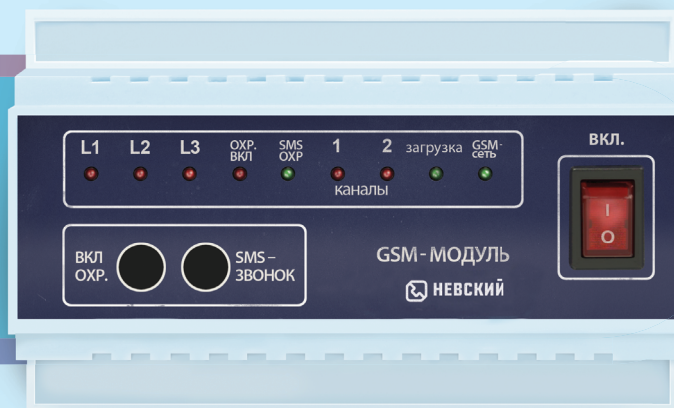 L1 L2 L3 ОХР. ВКЛ SMS ОХР 1 2 загрузка GSM-сеть
каналы
ВКЛ.
I
O
ВКЛ ОХР.
SMS – ЗВОНОК
GSM-МОДУЛЬ
НЕВСКИЙ